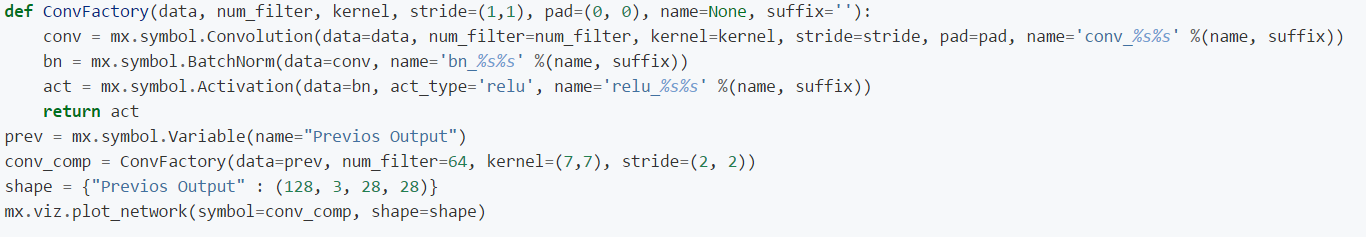 def ConvFactory(data, num_filter, kernel, stride=(1,1), pad=(0, 0), name=None, suffix=''):
    conv = mx.symbol.Convolution(data=data, num_filter=num_filter, kernel=kernel, stride=stride, pad=pad, name='conv_%s%s' %(name, suffix))
    bn = mx.symbol.BatchNorm(data=conv, name='bn_%s%s' %(name, suffix))
    act = mx.symbol.Activation(data=bn, act_type='relu', name='relu_%s%s' %(name, suffix))
    return act
prev = mx.symbol.Variable(name="Previos Output")
conv_comp = ConvFactory(data=prev, num_filter=64, kernel=(7,7), stride=(2, 2))
shape = {"Previos Output" : (128, 3, 28, 28)}
mx.viz.plot_network(symbol=conv_comp, shape=shape)